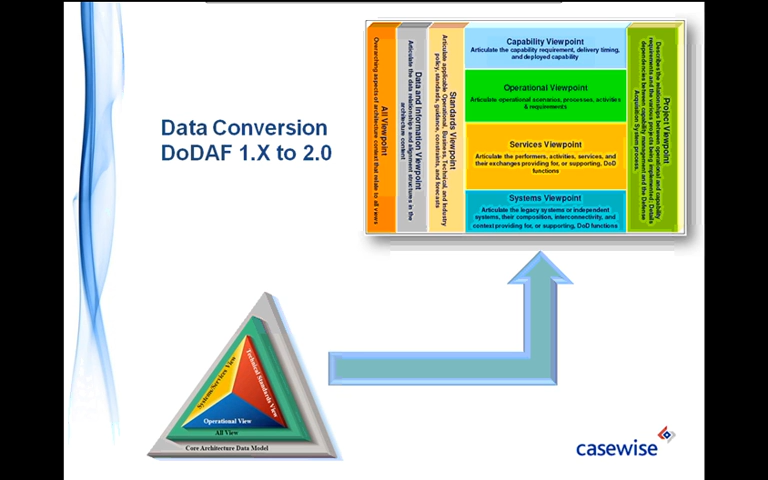 Data Conversion
DoDAF 1.X to 2.0
All Viewpoint
Overarching aspects of architecture context that relate to all views
Data and Information Viewpoint
Articulate the data relationships and alignment structures in the
architecture content
Standards Viewpoint
Articulate applicable Operational, Business, Technical, and Industry
policy, standards, guidance, constraints, and forecasts
Capability Viewpoint
Articulate the capability requirement, delivery timing,
and deployed capability
Operational Viewpoint
Articulate operational scenarios, processes, activities
& requirements
Services Viewpoint
Articulate the performers, activities, services, and
their exchanges providing for, or supporting, DoD
functions
Systems Viewpoint
Articulate the legacy systems or independent
systems, their composition, interconnectivity, and
context providing for, or supporting, DoD functions
Project Viewpoint
Describes the relationships between operational and capability
requirements and the various projects being implemented; Details
dependencies between capability management and the Defense
Acquisition System process.
Systems/Services View
Technical Standards View
Operational View
All View
Core Architecture Data Model
casewise